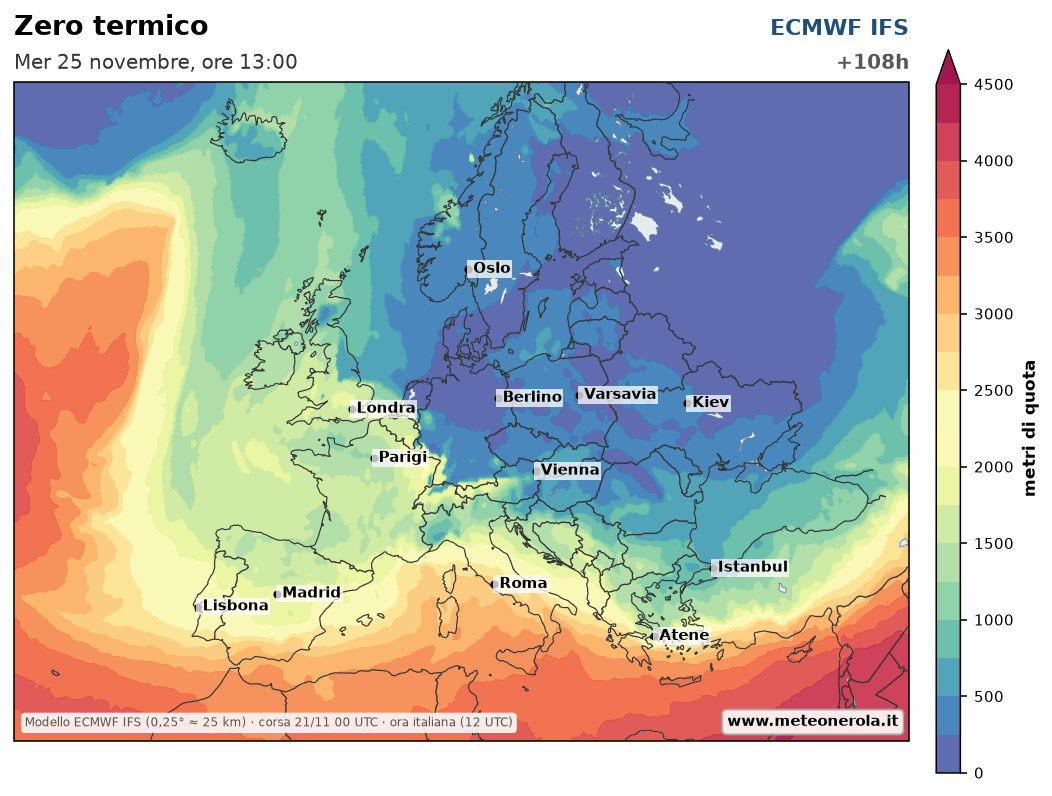 Zero termico
ECMWF IFS
Mer 25 novembre, ore 13:00
+108h
4500
4000
3500
3000
2500
2000
1500
1000
500
0
metri di quota
Oslo
Londra
Berlino
Varsavia
Kiev
Parigi
Vienna
Istanbul
Roma
Madrid
Lisbona
Atene
Modello ECMWF IFS (0,25° ≈ 25 km) · corsa 21/11 00 UTC · ora italiana (12 UTC)
www.meteonerola.it